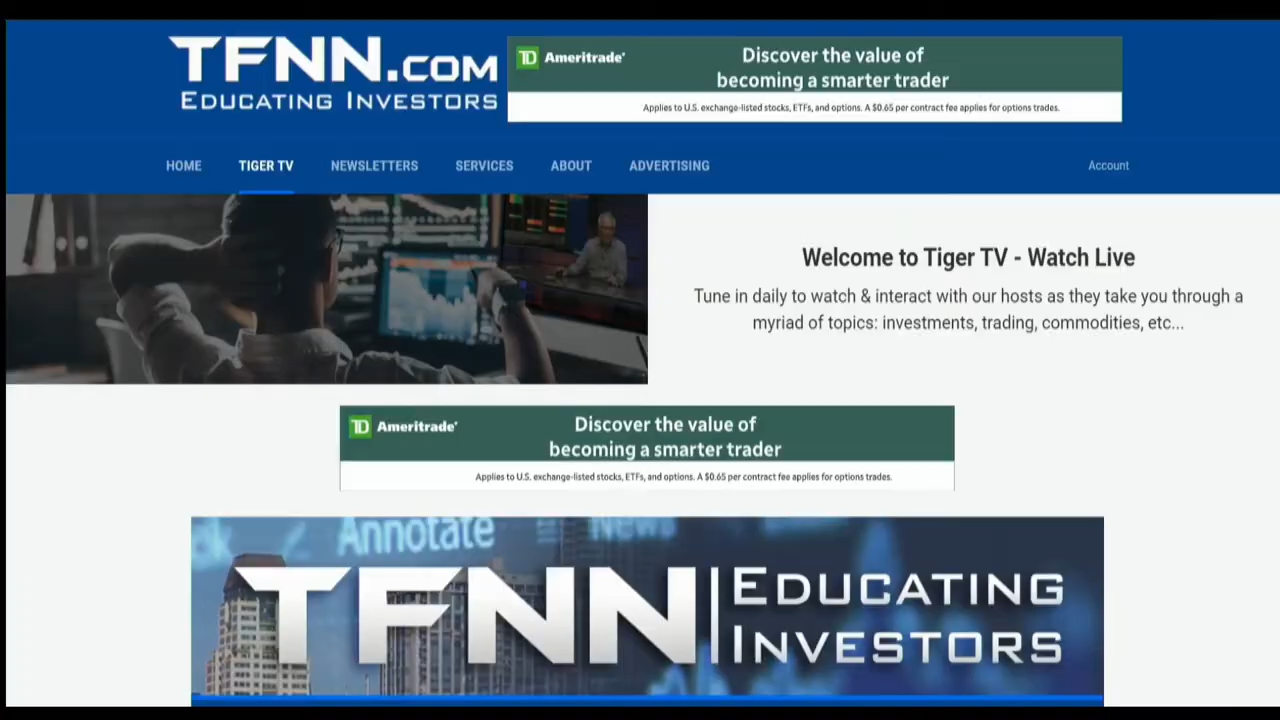 TFNN.COM
EDUCATING INVESTORS
TD Ameritrade
Discover the value of
becoming a smarter trader
Applies to U.S. exchange-listed stocks, ETFs, and options. A $0.65 per contract fee applies for options trades.
HOME TIGER TV NEWSLETTERS SERVICES ABOUT ADVERTISING Account
Welcome to Tiger TV - Watch Live
Tune in daily to watch & interact with our hosts as they take you through a
myriad of topics: investments, trading, commodities, etc...
TD Ameritrade
Discover the value of
becoming a smarter trader
Applies to U.S. exchange-listed stocks, ETFs, and options. A $0.65 per contract fee applies for options trades.
Annotate News
TFNN EDUCATING
INVESTORS